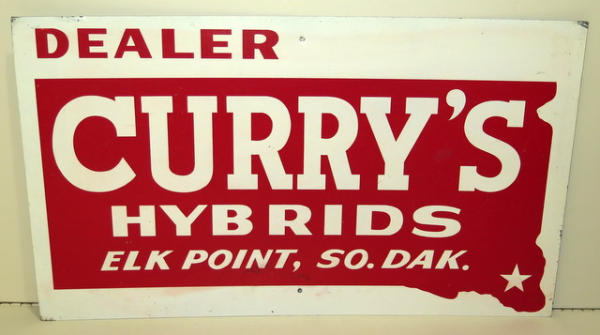 DEALER
CURRY'S
HYBRIDS
ELK POINT, SO. DAK.